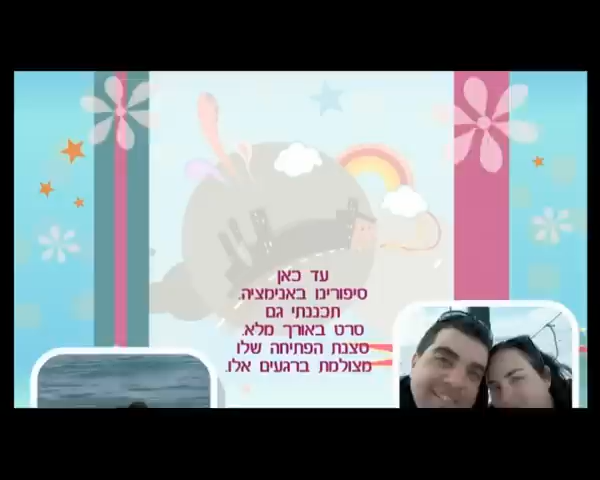 עד כאן
סיפורינו באנימציה.
תכננתי גם
סרט באורך מלא.
סצנת הפתיחה שלו
מצולמת ברגעים אלו.